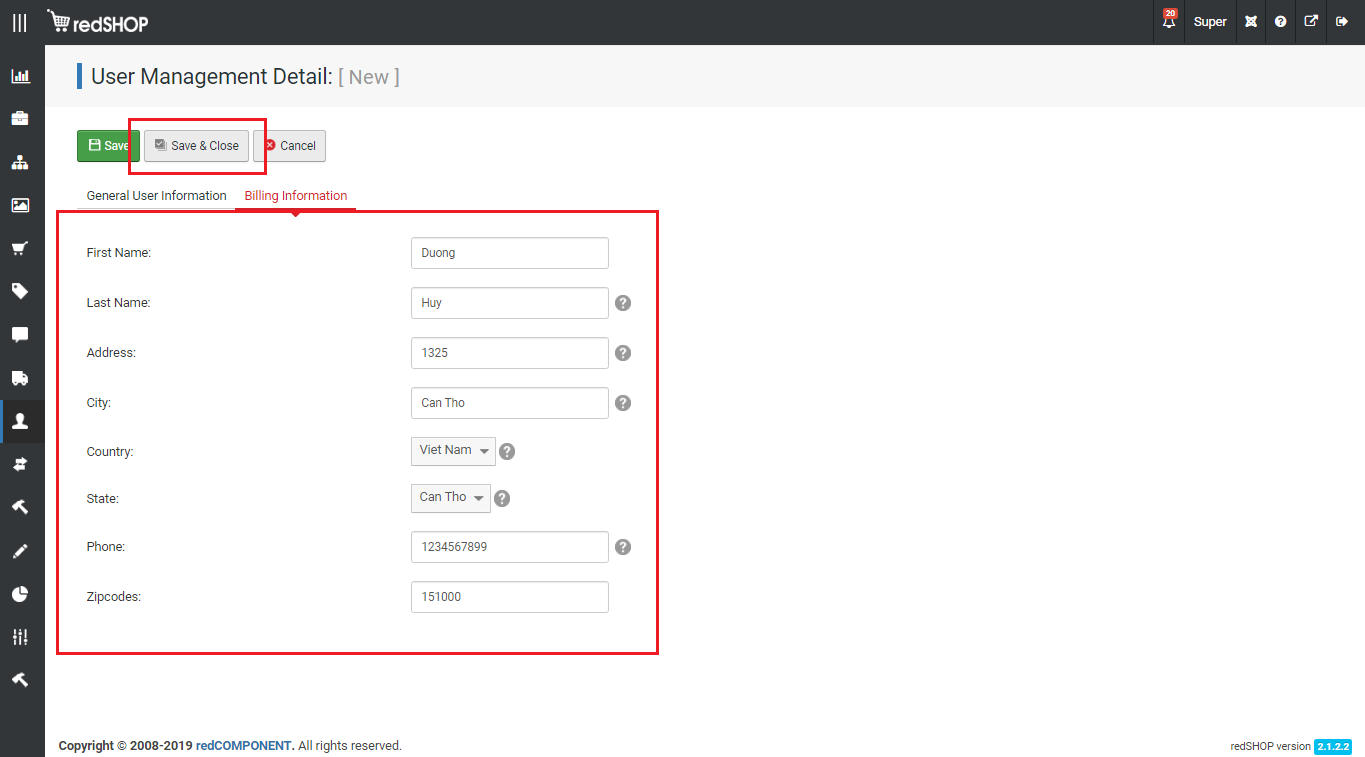 redSHOP
20
Super
User Management Detail: [ New ]
Save
Save & Close
Cancel
General User Information
Billing Information
First Name:
Duong
Last Name:
Huy
Address:
1325
City:
Can Tho
Country:
Viet Nam
State:
Can Tho
Phone:
1234567899
Zipcodes:
151000
Copyright © 2008-2019 redCOMPONENT. All rights reserved.
redSHOP version 2.1.2.2